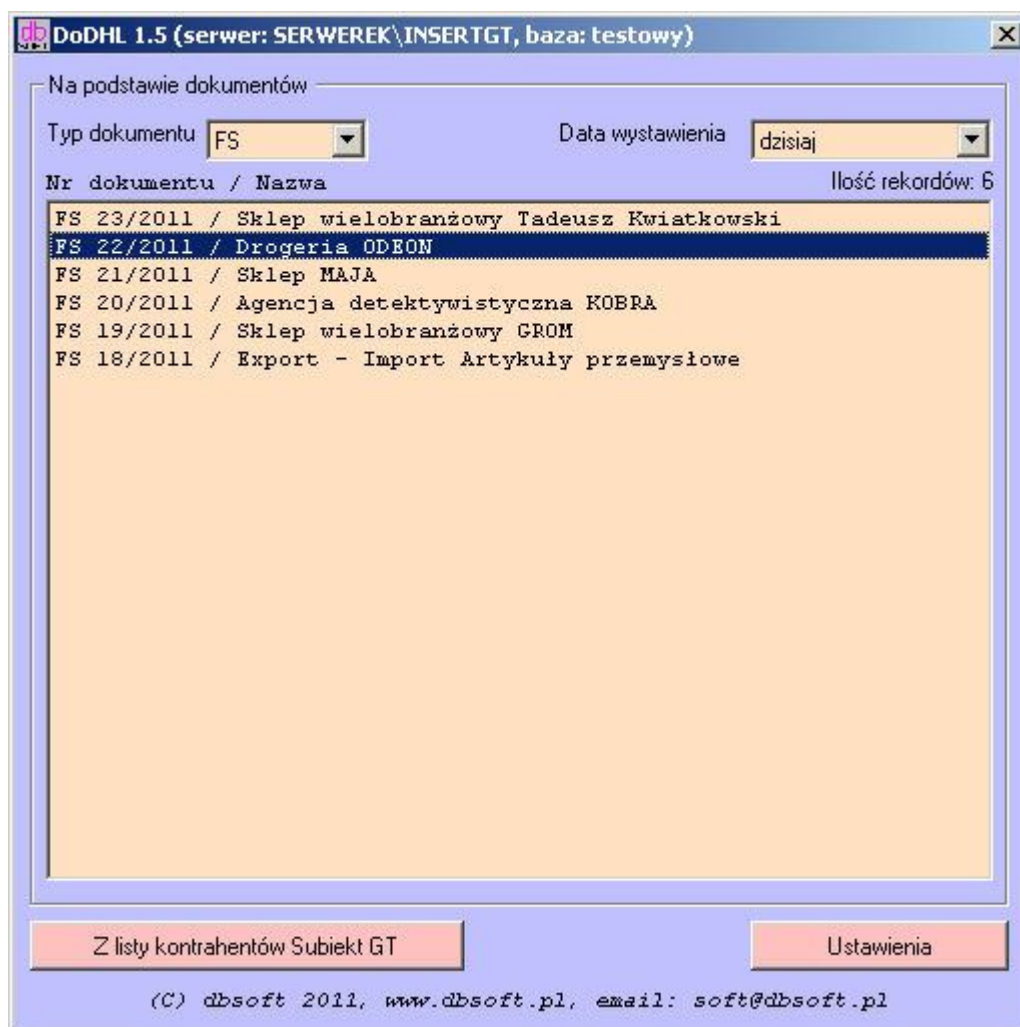 DoDHL 1.5 (serwer: SERWEREK\INSERTGT, baza: testowy)
Na podstawie dokumentów
Typ dokumentu FS Data wystawienia dzisiaj
Nr dokumentu / Nazwa Ilość rekordów: 6
FS 23/2011 / Sklep wielobranżowy Tadeusz Kwiatkowski
FS 22/2011 / Drogeria ODEON
FS 21/2011 / Sklep MAJA
FS 20/2011 / Agencja detektywistyczna KOBRA
FS 19/2011 / Sklep wielobranżowy GROM
FS 18/2011 / Export - Import Artykuły przemysłowe
Z listy kontrahentów Subiekt GT Ustawienia
(C) dbsoft 2011, www.dbsoft.pl, email: soft@dbsoft.pl